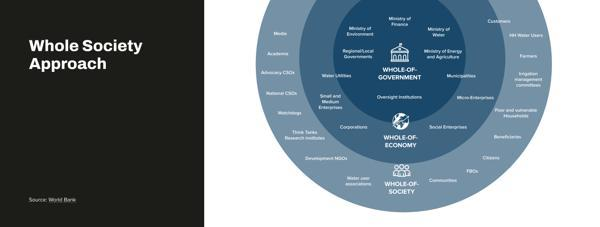 Whole Society
Approach
Source: World Bank
Ministry of
Finance
Ministry of
Environment
Ministry of
Water
Regional/Local
Governments
Ministry of Energy
and Agriculture
WHOLE-OF-
GOVERNMENT
Water Utilities
Municipalities
Oversight Institutions
Small and
Medium
Enterprises
Micro-Enterprises
Corporations
Social Enterprises
WHOLE-OF-
ECONOMY
Customers
Media
HH Water Users
Academia
Farmers
Advocacy CSOs
Irrigation
management
committees
National CSOs
Watchdogs
Poor and vulnerable
Households
Think Tanks
Research institutes
Beneficiaries
Development NGOs
Citizens
FBOs
Water user
associations
Communities
WHOLE-OF-
SOCIETY